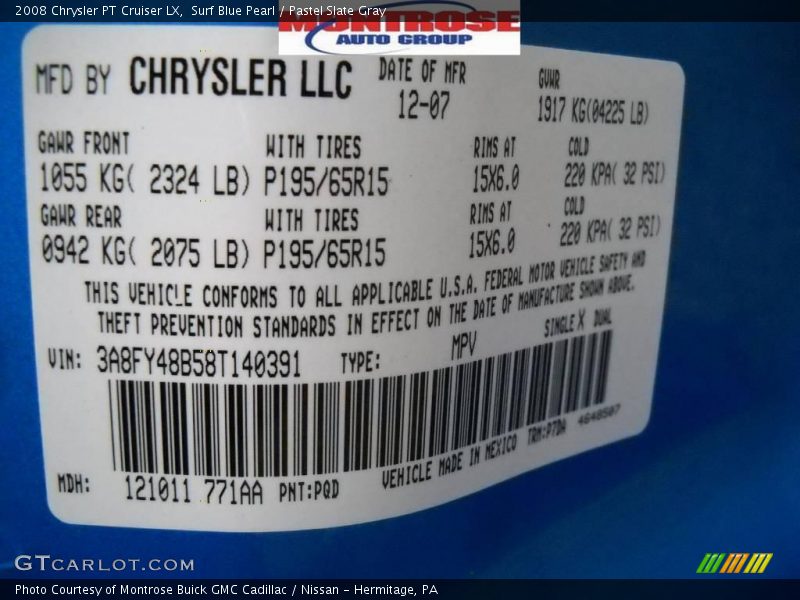 2008 Chrysler PT Cruiser LX, Surf Blue Pearl / Pastel Slate Gray
MONTROSE
AUTO GROUP
MFD BY CHRYSLER LLC
DATE OF MFR
12-07
GVWR
1917 KG(04225 LB)
GAWR FRONT WITH TIRES RIMS AT COLD
1055 KG( 2324 LB) P195/65R15 15X6.0 220 KPA( 32 PSI)
GAWR REAR WITH TIRES RIMS AT COLD
0942 KG( 2075 LB) P195/65R15 15X6.0 220 KPA( 32 PSI)
THIS VEHICLE CONFORMS TO ALL APPLICABLE U.S.A. FEDERAL MOTOR VEHICLE SAFETY AND
THEFT PREVENTION STANDARDS IN EFFECT ON THE DATE OF MANUFACTURE SHOWN ABOVE.
VIN: 3A8FY48B58T140391 TYPE: MPV SINGLE X DUAL
MDH: 121011 771AA PNT:PQD VEHICLE MADE IN MEXICO TRM:P7DA 4648507
GTCARLOT.COM
Photo Courtesy of Montrose Buick GMC Cadillac / Nissan - Hermitage, PA